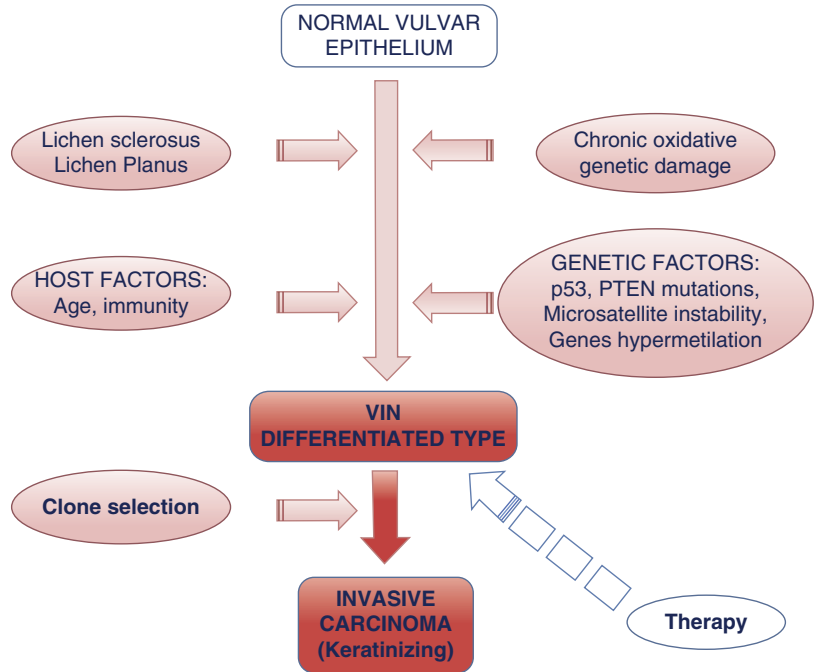 NORMAL VULVAR
EPITHELIUM
Lichen sclerosus
Lichen Planus
Chronic oxidative
genetic damage
HOST FACTORS:
Age, immunity
GENETIC FACTORS:
p53, PTEN mutations,
Microsatellite instability,
Genes hypermetilation
VIN
DIFFERENTIATED TYPE
Clone selection
INVASIVE
CARCINOMA
(Keratinizing)
Therapy